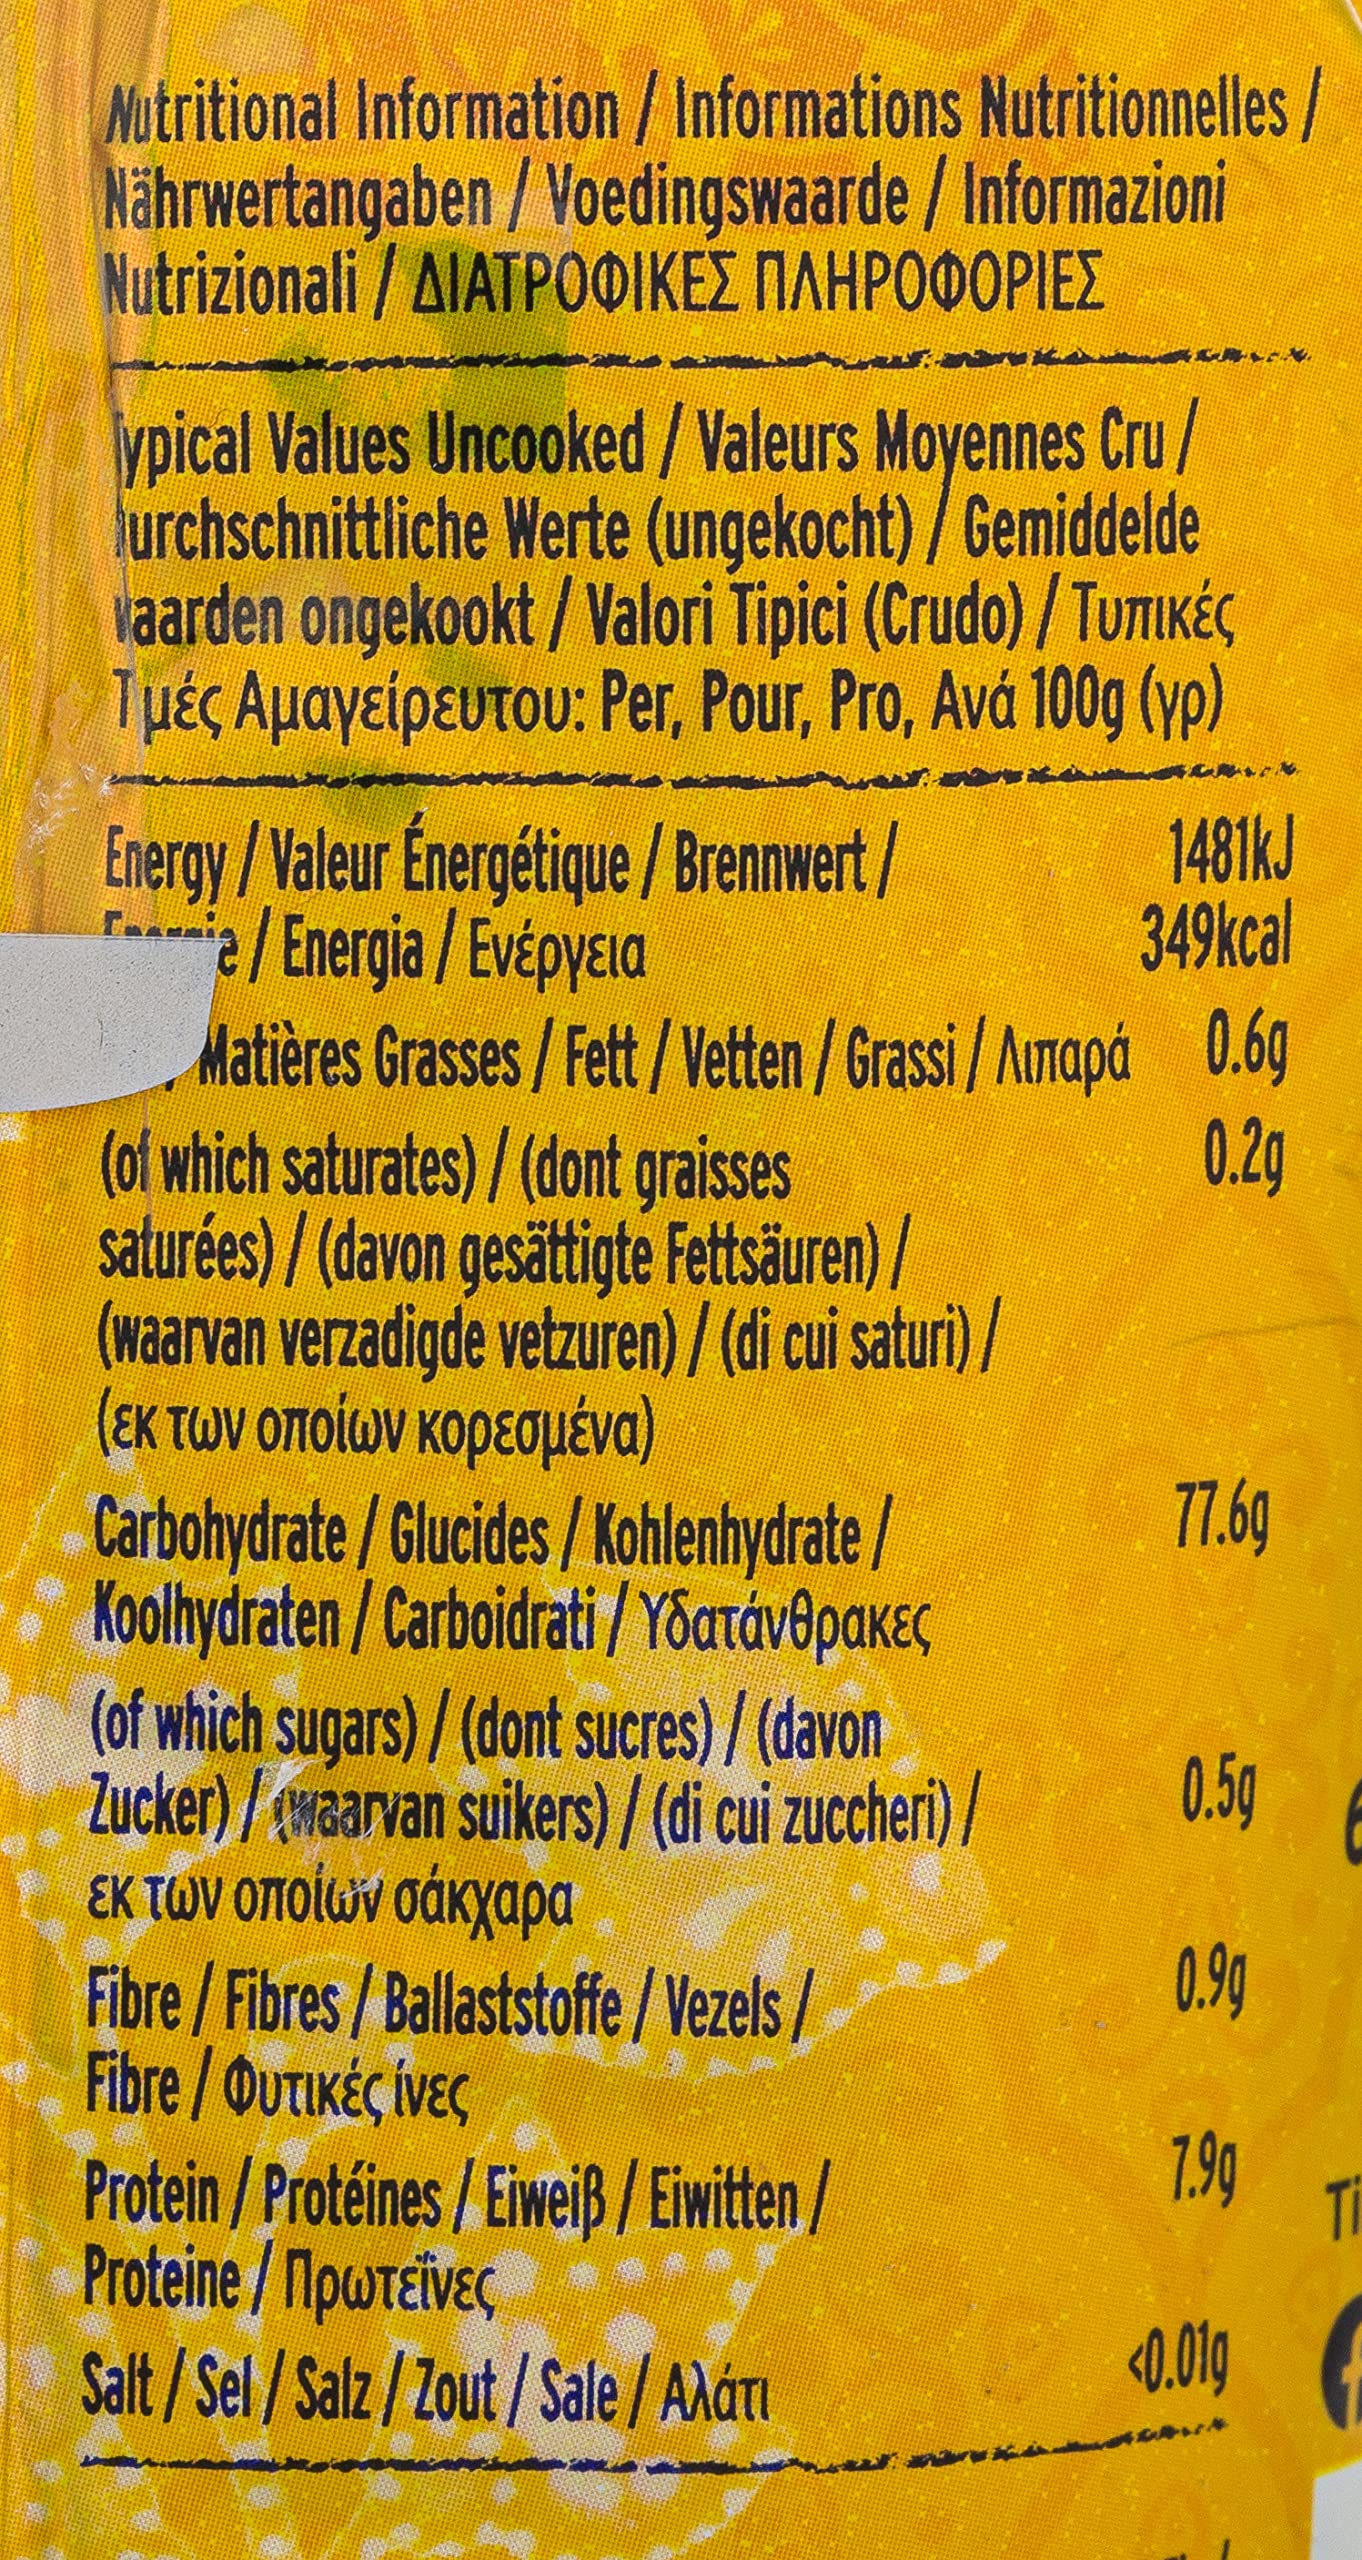 Nutritional Information / Informations Nutritionnelles /
Nährwertangaben / Voedingswaarde / Informazioni
Nutrizionali / ΔΙΑΤΡΟΦΙΚΕΣ ΠΛΗΡΟΦΟΡΙΕΣ
ypical Values Uncooked / Valeurs Moyennes Cru /
urchschnittliche Werte (ungekocht) / Gemiddelde
aarden ongekookt / Valori Tipici (Crudo) / Τυπικές
Τιμές Αμαγείρευτου: Per, Pour, Pro, Ανά 100g (γρ)
Energy / Valeur Énergétique / Brennwert / 1481kJ
/ Energia / Ενέργεια 349kcal
Matières Grasses / Fett / Vetten / Grassi / Λιπαρά 0.6g
(of which saturates) / (dont graisses 0.2g
saturées) / (davon gesättigte Fettsäuren) /
(waarvan verzadigde vetzuren) / (di cui saturi) /
(εκ των οποίων κορεσμένα)
Carbohydrate / Glucides / Kohlenhydrate / 77.6g
Koolhydraten / Carboidrati / Υδατάνθρακες
(of which sugars) / (dont sucres) / (davon
Zucker) / (waarvan suikers) / (di cui zuccheri) / 0.5g
εκ των οποίων σάκχαρα
Fibre / Fibres / Ballaststoffe / Vezels / 0.9g
Fibre / Φυτικές ίνες
Protein / Protéines / Eiweiß / Eiwitten / 7.9g
Proteine / Πρωτεΐνες
Salt / Sel / Salz / Zout / Sale / Αλάτι <0.01g